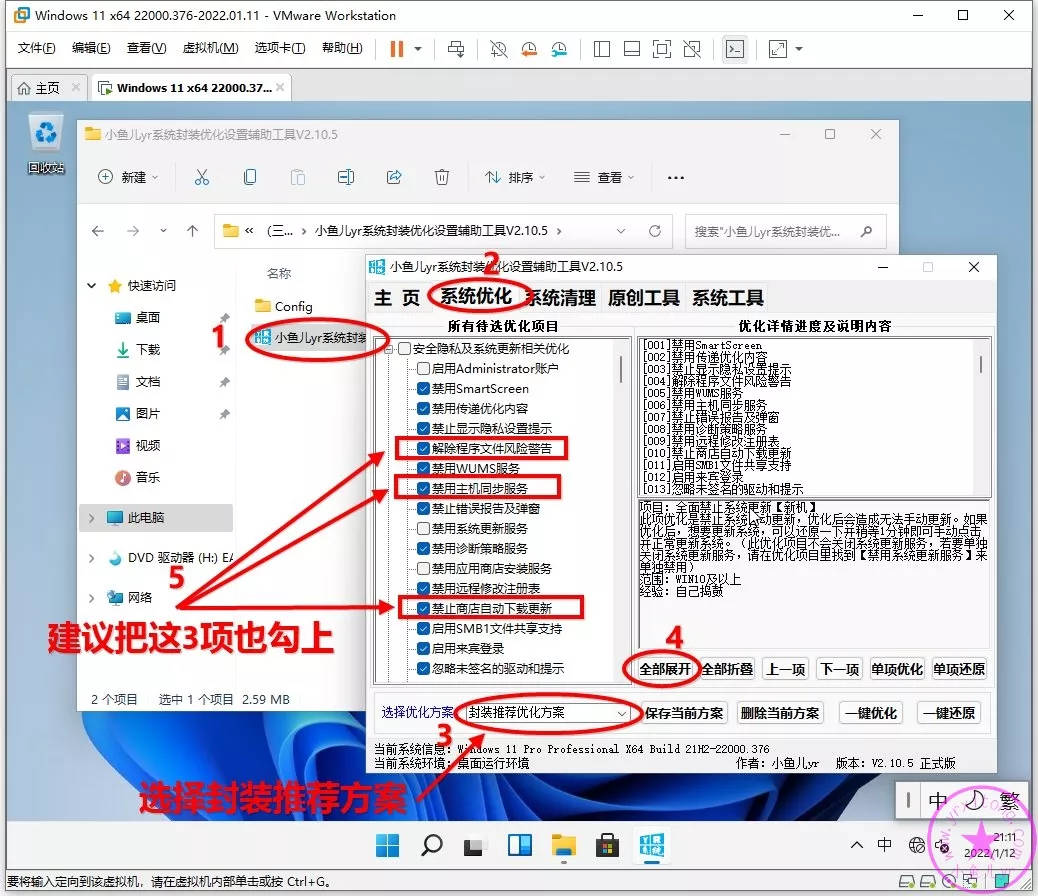 Windows 11 x64 22000.376-2022.01.11 - VMware Workstation
文件(F) 编辑(E) 查看(V) 虚拟机(M) 选项卡(T) 帮助(H)
主页
Windows 11 x64 22000.37...
回收站
小鱼儿yr系统封装优化设置辅助工具V2.10.5
新建 排序 查看
(三... 小鱼儿yr系统封装优化设置辅助工具V2.10.5
搜索"小鱼儿yr系统封装优...
快速访问
桌面
下载
文档
图片
视频
音乐
此电脑
DVD 驱动器 (H:) EA
网络
名称
Config
小鱼儿yr系统封装
2 个项目 选中 1 个项目 2.59 MB
小鱼儿yr系统封装优化设置辅助工具V2.10.5
主 页 系统优化 系统清理 原创工具 系统工具
所有待选优化项目
安全隐私及系统更新相关优化
启用Administrator账户
禁用SmartScreen
禁用传递优化内容
禁止显示隐私设置提示
解除程序文件风险警告
禁用WUMS服务
禁用主机同步服务
禁止错误报告及弹窗
禁用系统更新服务
禁用诊断策略服务
禁用应用商店安装服务
禁用远程修改注册表
禁止商店自动下载更新
启用SMB1文件共享支持
启用来宾登录
忽略未签名的驱动和提示
优化详情进度及说明内容
[001]禁用SmartScreen
[002]禁用传递优化内容
[003]禁止显示隐私设置提示
[004]解除程序文件风险警告
[005]禁用WUMS服务
[006]禁用主机同步服务
[007]禁止错误报告及弹窗
[008]禁用诊断策略服务
[009]禁用远程修改注册表
[010]禁止商店自动下载更新
[011]启用SMB1文件共享支持
[012]启用来宾登录
[013]忽略未签名的驱动和提示
项目：全面禁止系统更新【新机】
此项优化是禁止系统自动更新，优化后会造成无法手动更新。如果
优化后，想要更新系统，可以还原一下并稍等1分钟即可手动点击
并正常更新系统。（此优化项目不会关闭系统更新服务，若要单独
关闭系统更新服务，请在优化项目里找到【禁用系统更新服务】来
单独禁用）
范围：WIN10及以上
经验：自己捣鼓
全部展开 全部折叠 上一项 下一项 单项优化 单项还原
选择优化方案 封装推荐优化方案 保存当前方案 删除当前方案 一键优化 一键还原
当前系统信息：Windows 11 Pro Professional X64 Build 21H2-22000.376
当前系统环境：桌面运行环境 作者：小鱼儿yr 版本：V2.10.5 正式版
1
2
3
4
5
建议把这3项也勾上
选择封装推荐方案
中 繁
中
21:11
2022/1/12
要将输入定向到该虚拟机，请在虚拟机内部单击或按 Ctrl+G。